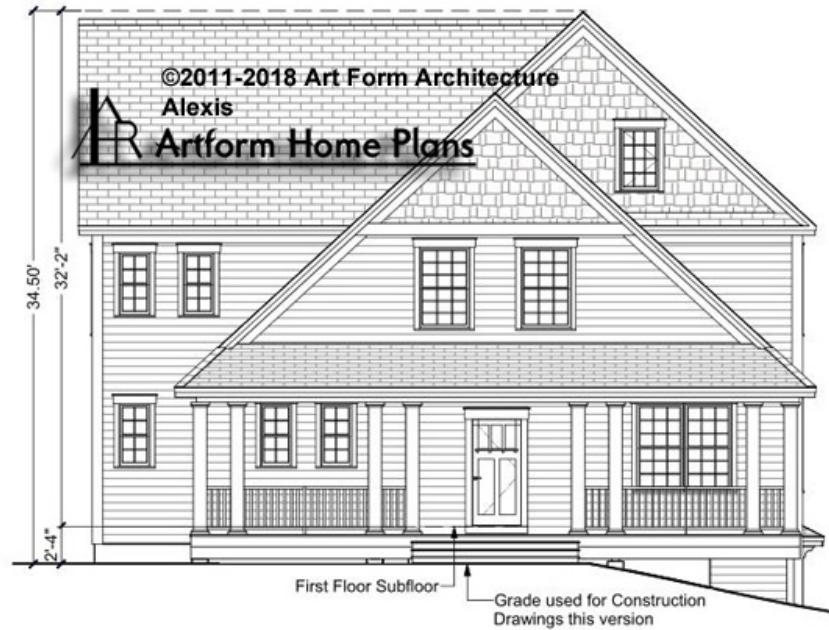 ©2011-2018 Art Form Architecture
Alexis
AR Artform Home Plans
34.50'
32'-2"
2'-4"
First Floor Subfloor
Grade used for Construction
Drawings this version